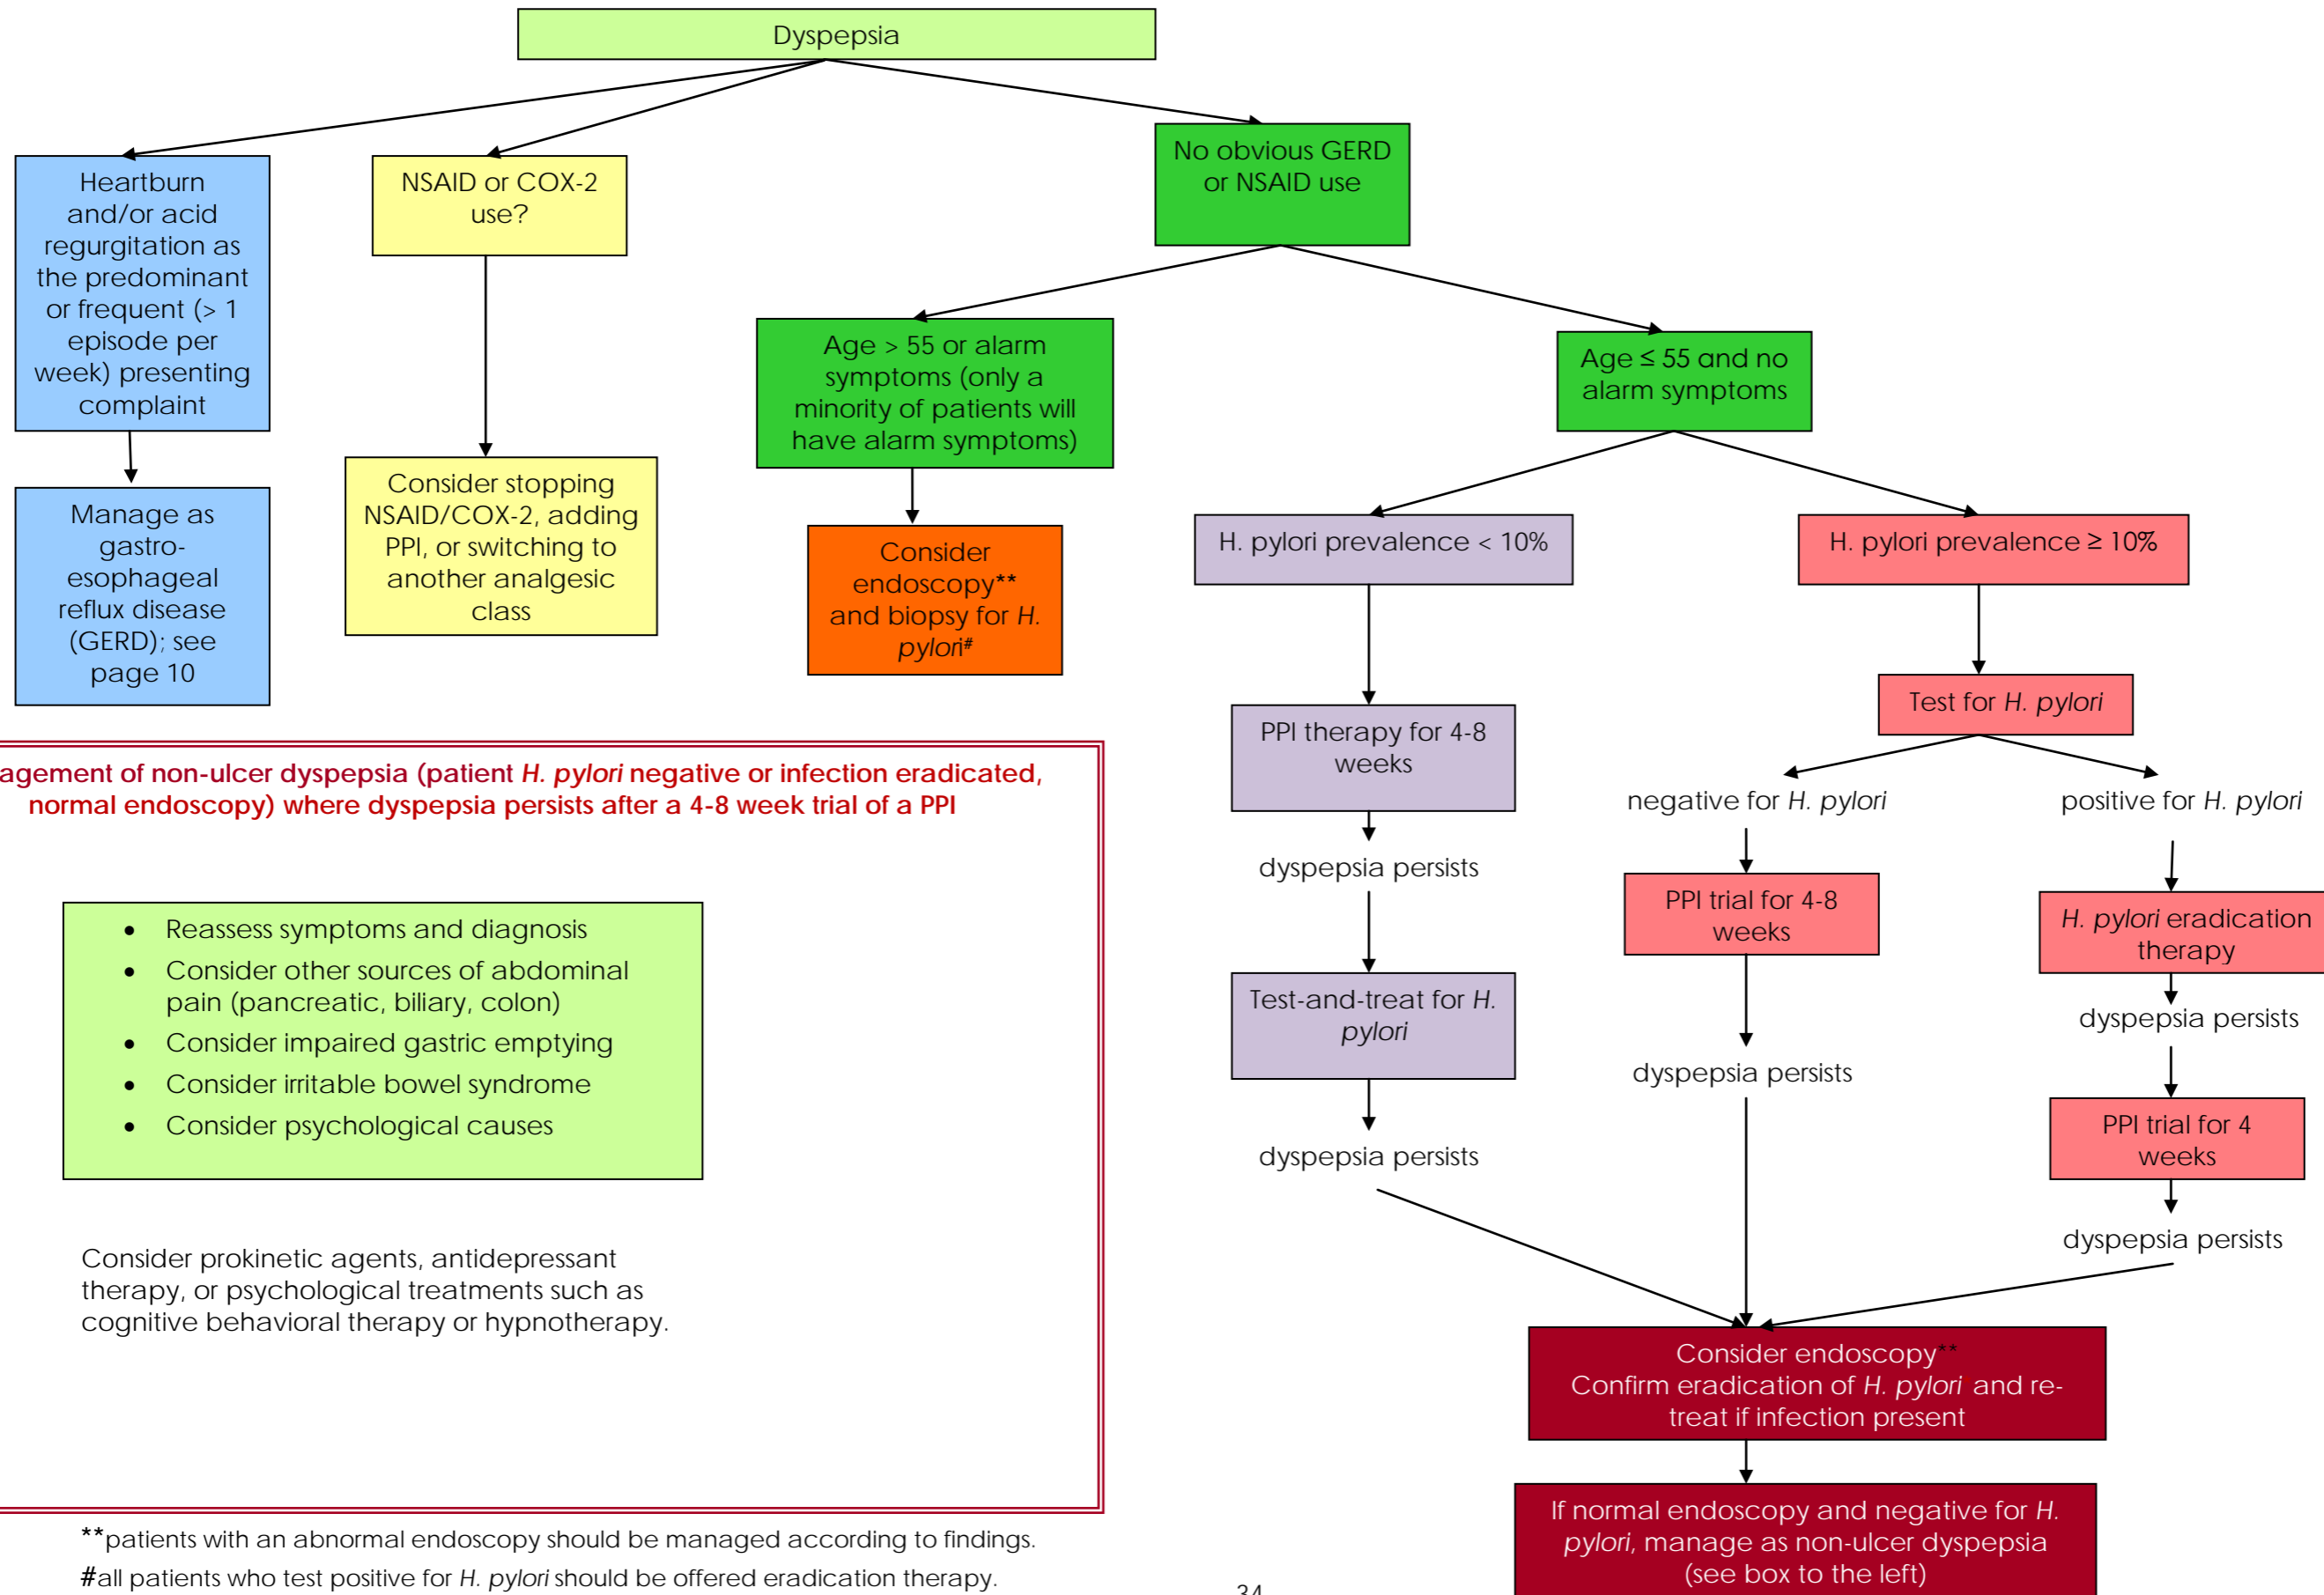 Dyspepsia
Heartburn
and/or acid
regurgitation as
the predominant
or frequent (> 1
episode per
week) presenting
complaint
NSAID or COX-2
use?
No obvious GERD
or NSAID use
Age > 55 or alarm
symptoms (only a
minority of patients will
have alarm symptoms)
Age ≤ 55 and no
alarm symptoms
Manage as
gastro-
esophageal
reflux disease
(GERD); see
page 10
Consider stopping
NSAID/COX-2, adding
PPI, or switching to
another analgesic
class
Consider
endoscopy**
and biopsy for H.
pylori#
H. pylori prevalence < 10%
H. pylori prevalence ≥ 10%
PPI therapy for 4-8
weeks
Test for H. pylori
dyspepsia persists
negative for H. pylori
positive for H. pylori
Test-and-treat for H.
pylori
PPI trial for 4-8
weeks
H. pylori eradication
therapy
dyspepsia persists
dyspepsia persists
dyspepsia persists
PPI trial for 4
weeks
dyspepsia persists
Consider endoscopy**
Confirm eradication of H. pylori and re-
treat if infection present
If normal endoscopy and negative for H.
pylori, manage as non-ulcer dyspepsia
(see box to the left)
agement of non-ulcer dyspepsia (patient H. pylori negative or infection eradicated,
normal endoscopy) where dyspepsia persists after a 4-8 week trial of a PPI
• Reassess symptoms and diagnosis
• Consider other sources of abdominal
pain (pancreatic, biliary, colon)
• Consider impaired gastric emptying
• Consider irritable bowel syndrome
• Consider psychological causes
Consider prokinetic agents, antidepressant
therapy, or psychological treatments such as
cognitive behavioral therapy or hypnotherapy.
**patients with an abnormal endoscopy should be managed according to findings.
#all patients who test positive for H. pylori should be offered eradication therapy.
34